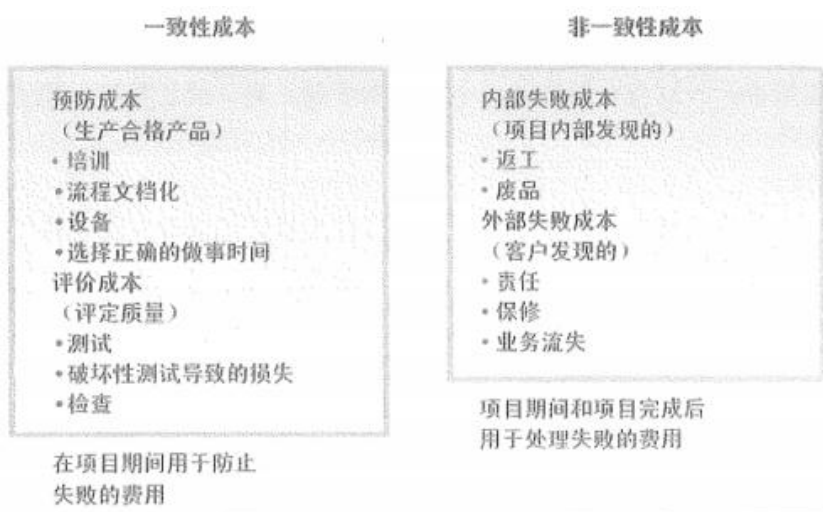 一致性成本
预防成本
（生产合格产品）
• 培训
•流程文档化
•设备
•选择正确的做事时间
评价成本
（评定质量）
•测试
•破坏性测试导致的损失
•检查
在项目期间用于防止
失败的费用
非一致性成本
内部失败成本
（项目内部发现的）
• 返工
• 废品
外部失败成本
（客户发现的）
• 责任
• 保修
• 业务流失
项目期间和项目完成后
用于处理失败的费用